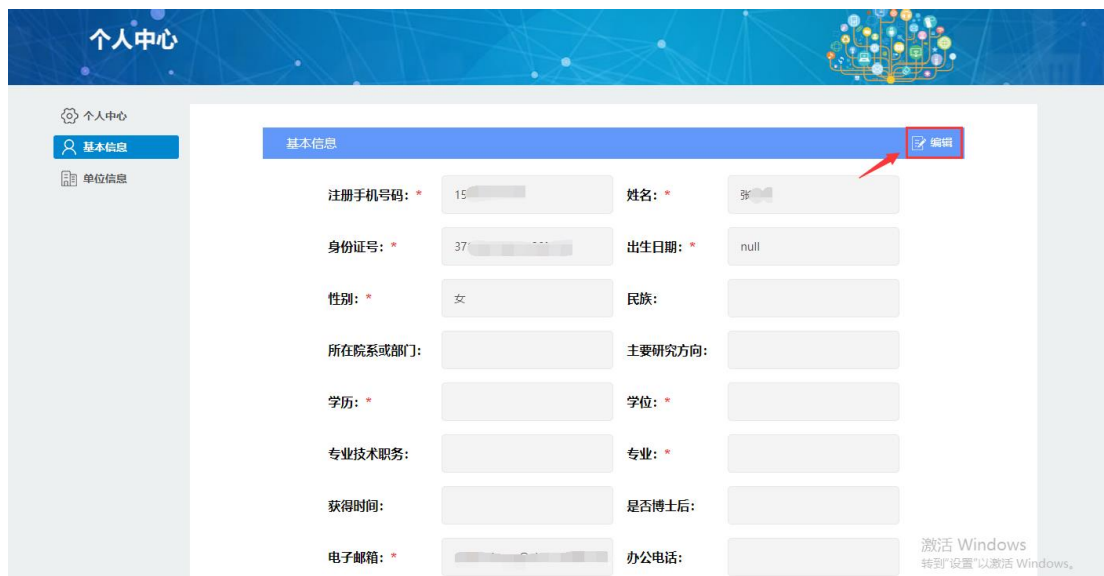 个人中心
个人中心
基本信息
单位信息
基本信息 编辑
注册手机号码: * 15 姓名: * 张
身份证号: * 37 出生日期: * null
性别: * 女 民族:
所在院系或部门: 主要研究方向:
学历: * 学位: *
专业技术职务: 专业: *
获得时间: 是否博士后:
电子邮箱: * 办公电话:
激活 Windows
转到"设置"以激活 Windows。